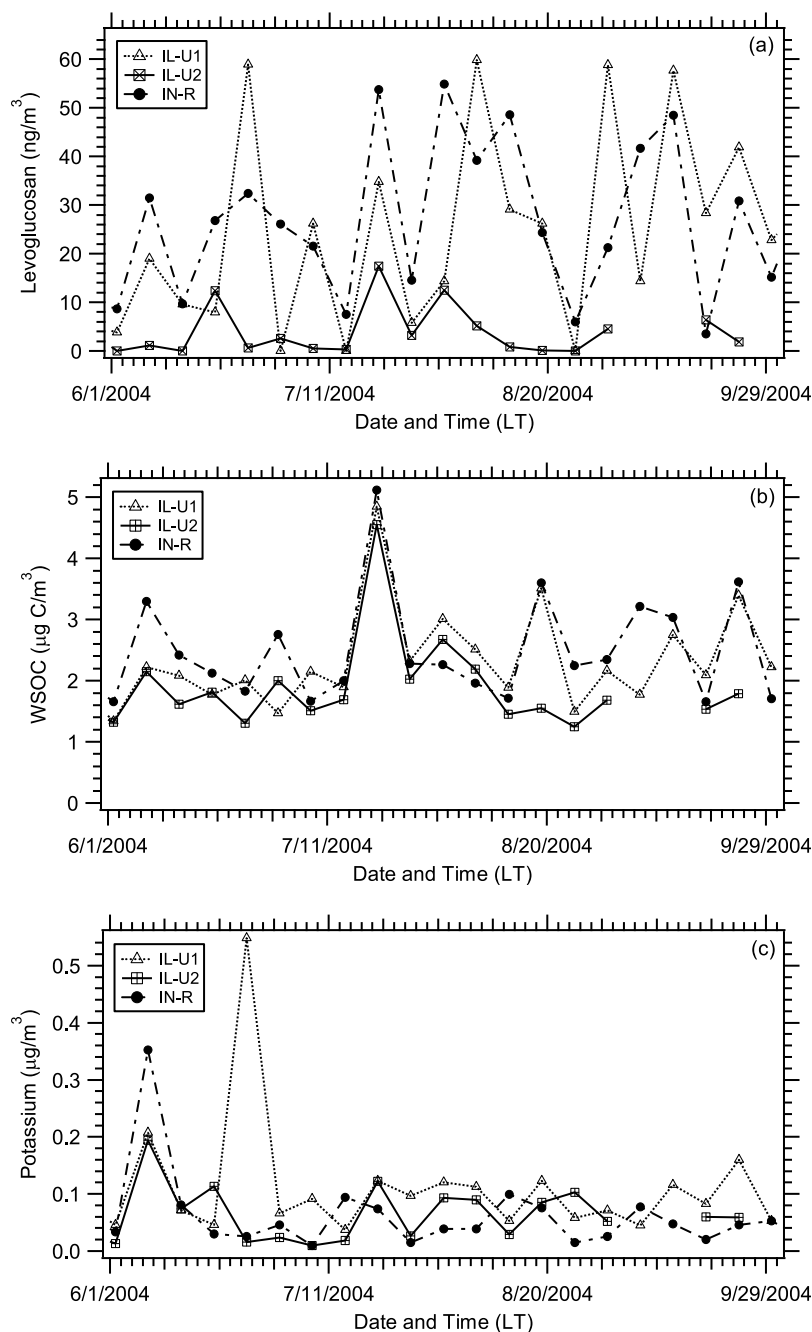 (a)
IL-U1
IL-U2
IN-R
Levoglucosan (ng/m³)
60
50
40
30
20
10
0
6/1/2004 7/11/2004 8/20/2004 9/29/2004
Date and Time (LT)
(b)
IL-U1
IL-U2
IN-R
WSOC (µg C/m³)
5
4
3
2
1
0
6/1/2004 7/11/2004 8/20/2004 9/29/2004
Date and Time (LT)
(c)
IL-U1
IL-U2
IN-R
Potassium (µg/m³)
0.5
0.4
0.3
0.2
0.1
0.0
6/1/2004 7/11/2004 8/20/2004 9/29/2004
Date and Time (LT)